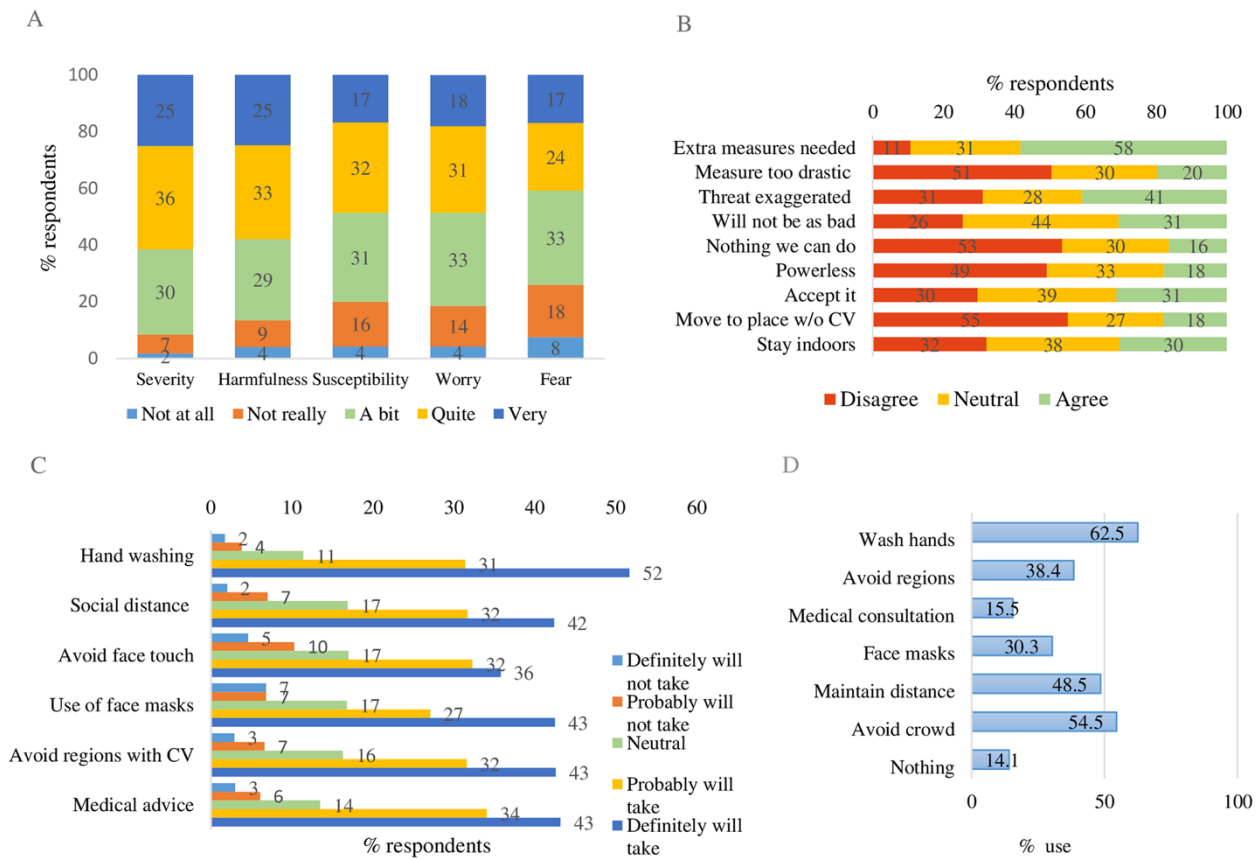 A
% respondents
100
80
60
40
20
0
25 25 17 18 17
36 33 32 31 24
30 29 31 33 33
7 9 16 14 18
2 4 4 4 8
Severity Harmfulness Susceptibility Worry Fear
Not at all Not really A bit Quite Very
B
% respondents
0 20 40 60 80 100
Extra measures needed 11 31 58
Measure too drastic 51 30 20
Threat exaggerated 31 28 41
Will not be as bad 26 44 31
Nothing we can do 53 30 16
Powerless 49 33 18
Accept it 30 39 31
Move to place w/o CV 55 27 18
Stay indoors 32 38 30
Disagree Neutral Agree
C
0 10 20 30 40 50 60
Hand washing
2
4
11
31
52
Social distance
2
7
17
32
42
Avoid face touch
5
10
17
32
36
Use of face masks
7
7
17
27
43
Avoid regions with CV
3
7
16
32
43
Medical advice
3
6
14
34
43
% respondents
Definitely will
not take
Probably will
not take
Neutral
Probably will
take
Definitely will
take
D
Wash hands 62.5
Avoid regions 38.4
Medical consultation 15.5
Face masks 30.3
Maintain distance 48.5
Avoid crowd 54.5
Nothing 14.1
0 50 100
% use